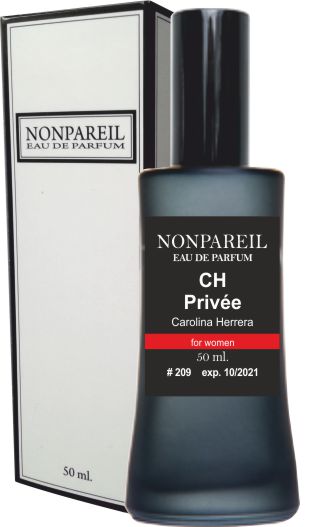 NONPAREIL
EAU DE PARFUM
50 ml.
NONPAREIL
EAU DE PARFUM
CH
Privée
Carolina Herrera
for women
50 ml.
# 209 exp. 10/2021